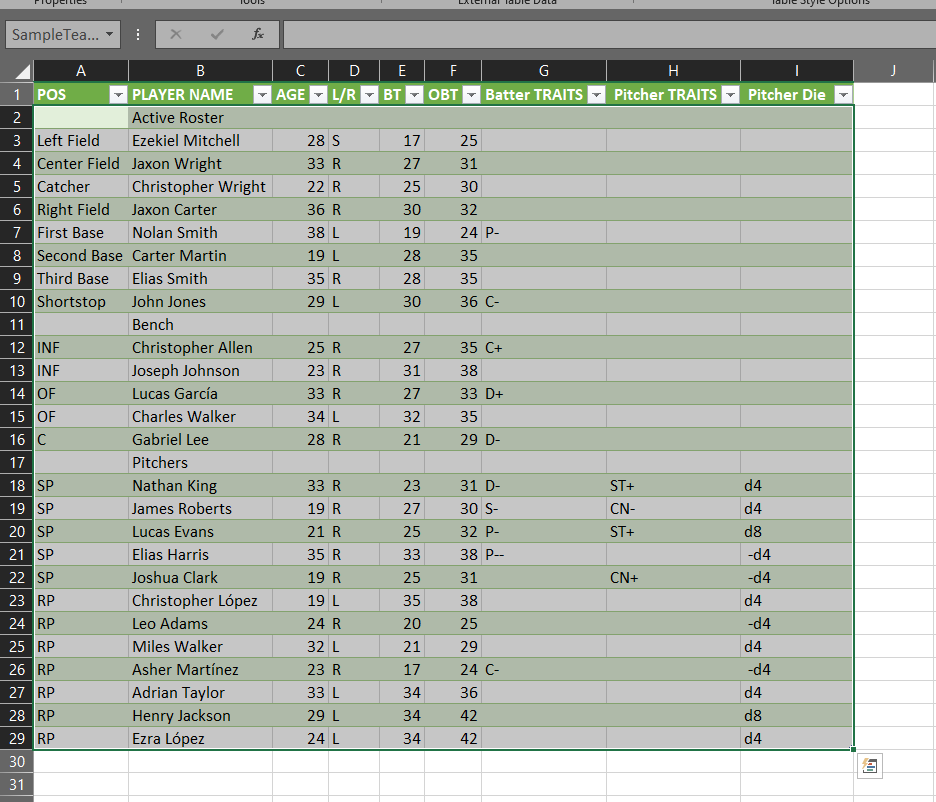 Properties Tools External Table Data Table Style Options
SampleTea... fx
A B C D E F G H I J
1 POS PLAYER NAME AGE L/R BT OBT Batter TRAITS Pitcher TRAITS Pitcher Die
2 Active Roster
3 Left Field Ezekiel Mitchell 28 S 17 25
4 Center Field Jaxon Wright 33 R 27 31
5 Catcher Christopher Wright 22 R 25 30
6 Right Field Jaxon Carter 36 R 30 32
7 First Base Nolan Smith 38 L 19 24 P-
8 Second Base Carter Martin 19 L 28 35
9 Third Base Elias Smith 35 R 28 35
10 Shortstop John Jones 29 L 30 36 C-
11 Bench
12 INF Christopher Allen 25 R 27 35 C+
13 INF Joseph Johnson 23 R 31 38
14 OF Lucas García 33 R 27 33 D+
15 OF Charles Walker 34 L 32 35
16 C Gabriel Lee 28 R 21 29 D-
17 Pitchers
18 SP Nathan King 33 R 23 31 D- ST+ d4
19 SP James Roberts 19 R 27 30 S- CN- d4
20 SP Lucas Evans 21 R 25 32 P- ST+ d8
21 SP Elias Harris 35 R 33 38 P-- -d4
22 SP Joshua Clark 19 R 25 31 CN+ -d4
23 RP Christopher López 19 L 35 38 d4
24 RP Leo Adams 24 R 20 25 -d4
25 RP Miles Walker 32 L 21 29 d4
26 RP Asher Martínez 23 R 17 24 C- -d4
27 RP Adrian Taylor 33 L 34 36 d4
28 RP Henry Jackson 29 L 34 42 d8
29 RP Ezra López 24 L 34 42 d4
30
31